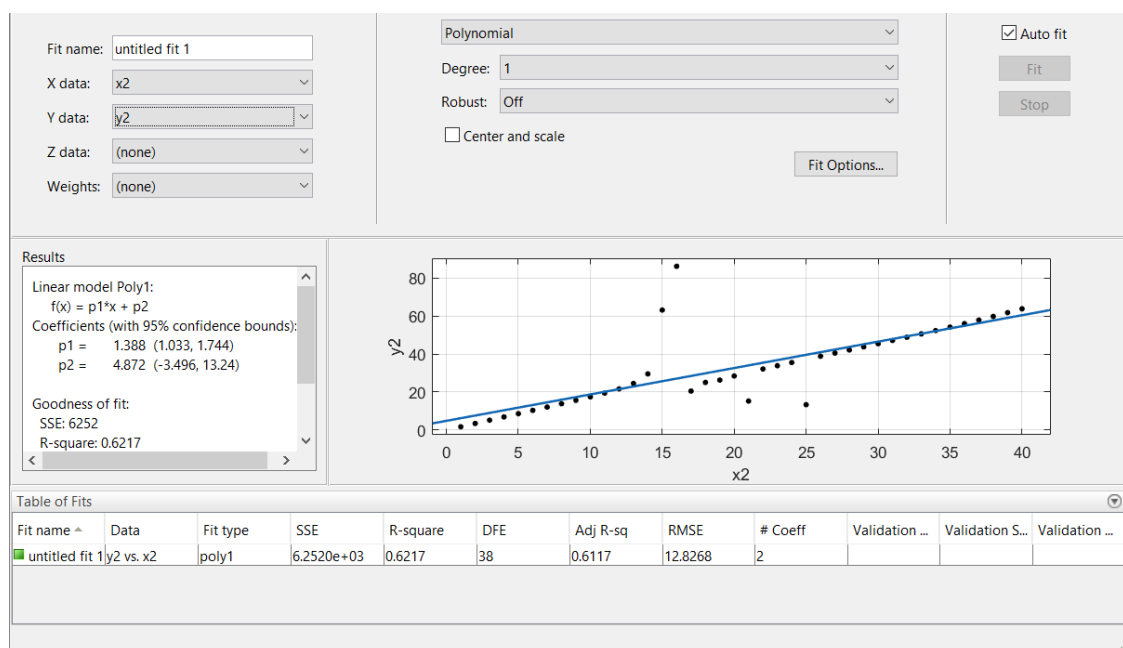 Fit name: untitled fit 1
X data: x2
Y data: y2
Z data: (none)
Weights: (none)
Polynomial
Degree: 1
Robust: Off
Center and scale
Fit Options...
Auto fit
Fit
Stop
Results
Linear model Poly1:
f(x) = p1*x + p2
Coefficients (with 95% confidence bounds):
p1 = 1.388 (1.033, 1.744)
p2 = 4.872 (-3.496, 13.24)
Goodness of fit:
SSE: 6252
R-square: 0.6217
80
60
40
20
0
y2
0 5 10 15 20 25 30 35 40
x2
Table of Fits
Fit name Data Fit type SSE R-square DFE Adj R-sq RMSE # Coeff Validation ... Validation S... Validation ...
untitled fit 1 y2 vs. x2 poly1 6.2520e+03 0.6217 38 0.6117 12.8268 2